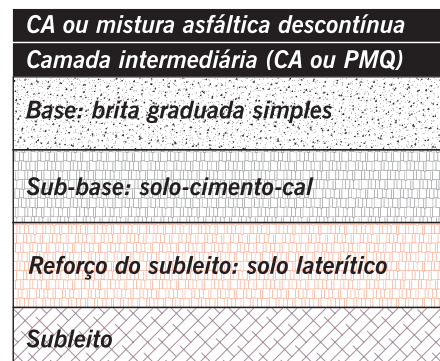 CA ou mistura asfáltica descontínua
Camada intermediária (CA ou PMQ)
Base: brita graduada simples
Sub-base: solo-cimento-cal
Reforço do subleito: solo laterítico
Subleito